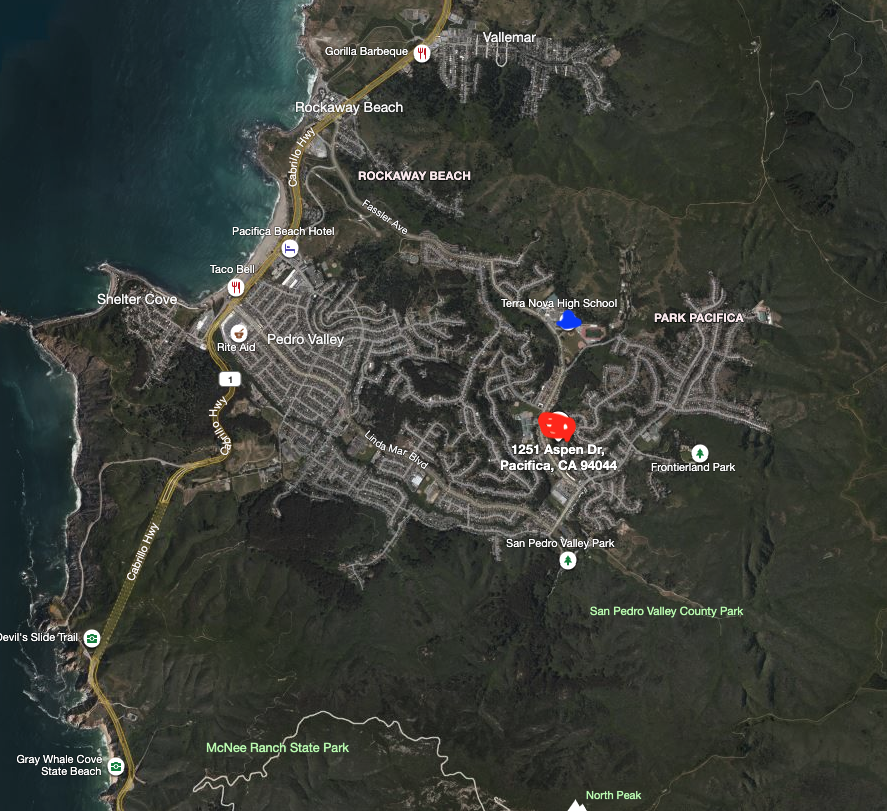 Vallemar
Gorilla Barbeque
Rockaway Beach
Cabrillo Hwy
ROCKAWAY BEACH
Fassler Ave
Pacifica Beach Hotel
Taco Bell
Shelter Cove
Terra Nova High School
PARK PACIFICA
Rite Aid
Pedro Valley
1
Cabrillo Hwy
Linda Mar Blvd
1251 Aspen Dr,
Pacifica, CA 94044
Frontierland Park
Cabrillo Hwy
San Pedro Valley Park
San Pedro Valley County Park
Devil's Slide Trail
McNee Ranch State Park
Gray Whale Cove
State Beach
North Peak